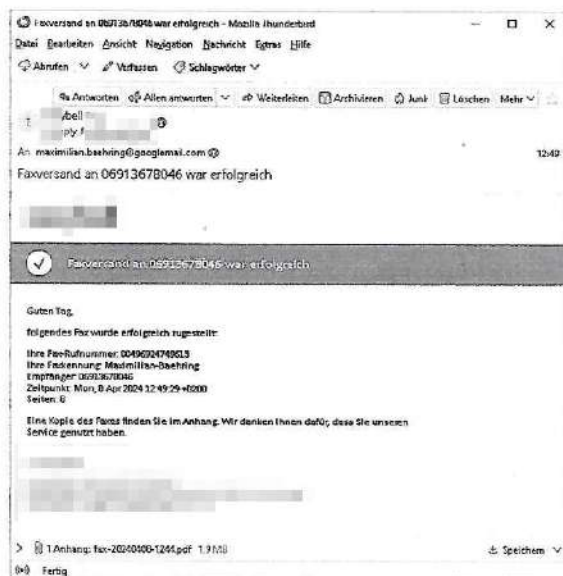 Faxversand an 06913678046 war erfolgreich - Mozilla Thunderbird
Datei Bearbeiten Ansicht Navigation Nachricht Extras Hilfe
Abrufen Verfassen Schlagwörter
Antworten Allen antworten Weiterleiten Archivieren Junk Löschen Mehr
An maximilian.baehring@googlemail.com 12:49
Faxversand an 06913678046 war erfolgreich
Faxversand an 06913678046 war erfolgreich
Guten Tag,
folgendes Fax wurde erfolgreich zugestellt:
Ihre Fax-Rufnummer: 00496924749613
Ihre Faxkennung: Maximilian-Baehring
Empfänger: 06913678046
Zeitpunkt: Mon, 8 Apr 2024 12:49:29 +0200
Seiten: 8
Eine Kopie des Faxes finden Sie im Anhang. Wir danken Ihnen dafür, dass Sie unseren
Service genutzt haben.
1 Anhang: fax-20240408-1244.pdf 1,9 MB Speichern
Fertig